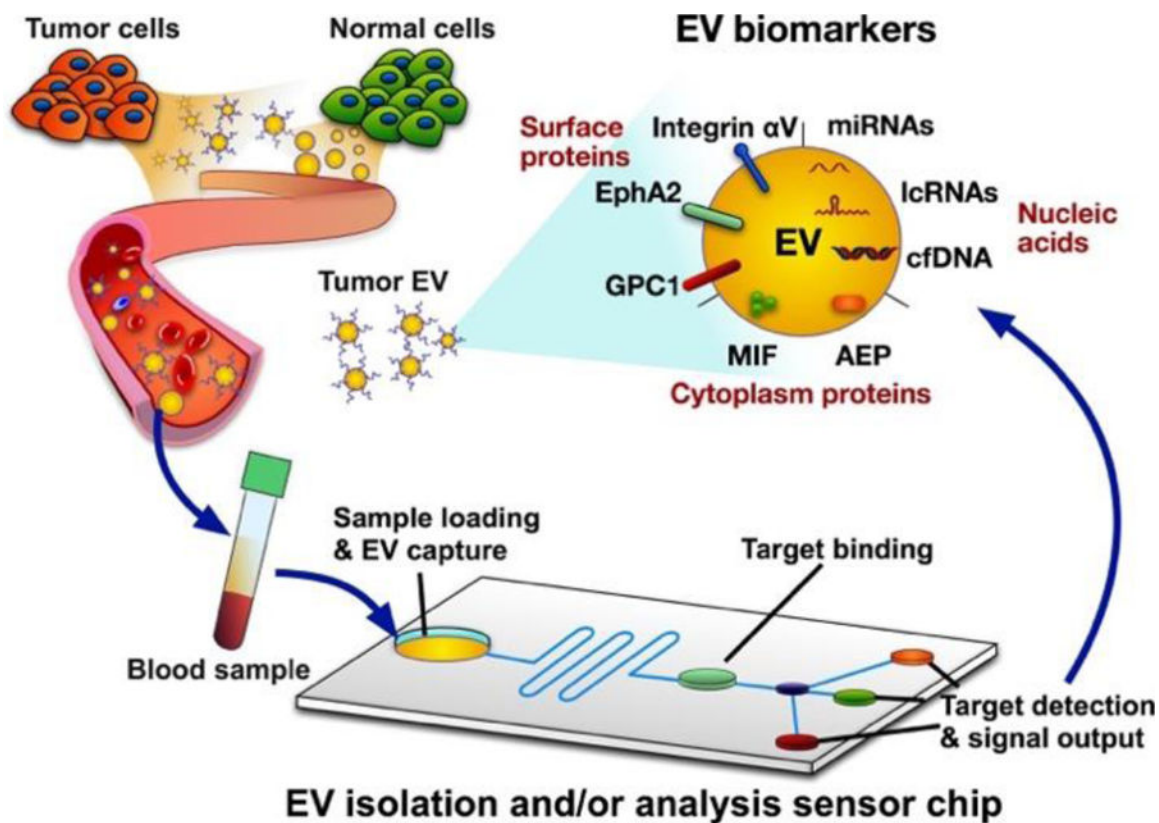 Tumor cells
Normal cells
EV biomarkers
Surface
proteins
Integrin αV
miRNAs
EphA2
lcRNAs
Nucleic
acids
EV
cfDNA
GPC1
Tumor EV
MIF
AEP
Cytoplasm proteins
Sample loading
& EV capture
Target binding
Blood sample
Target detection
& signal output
EV isolation and/or analysis sensor chip